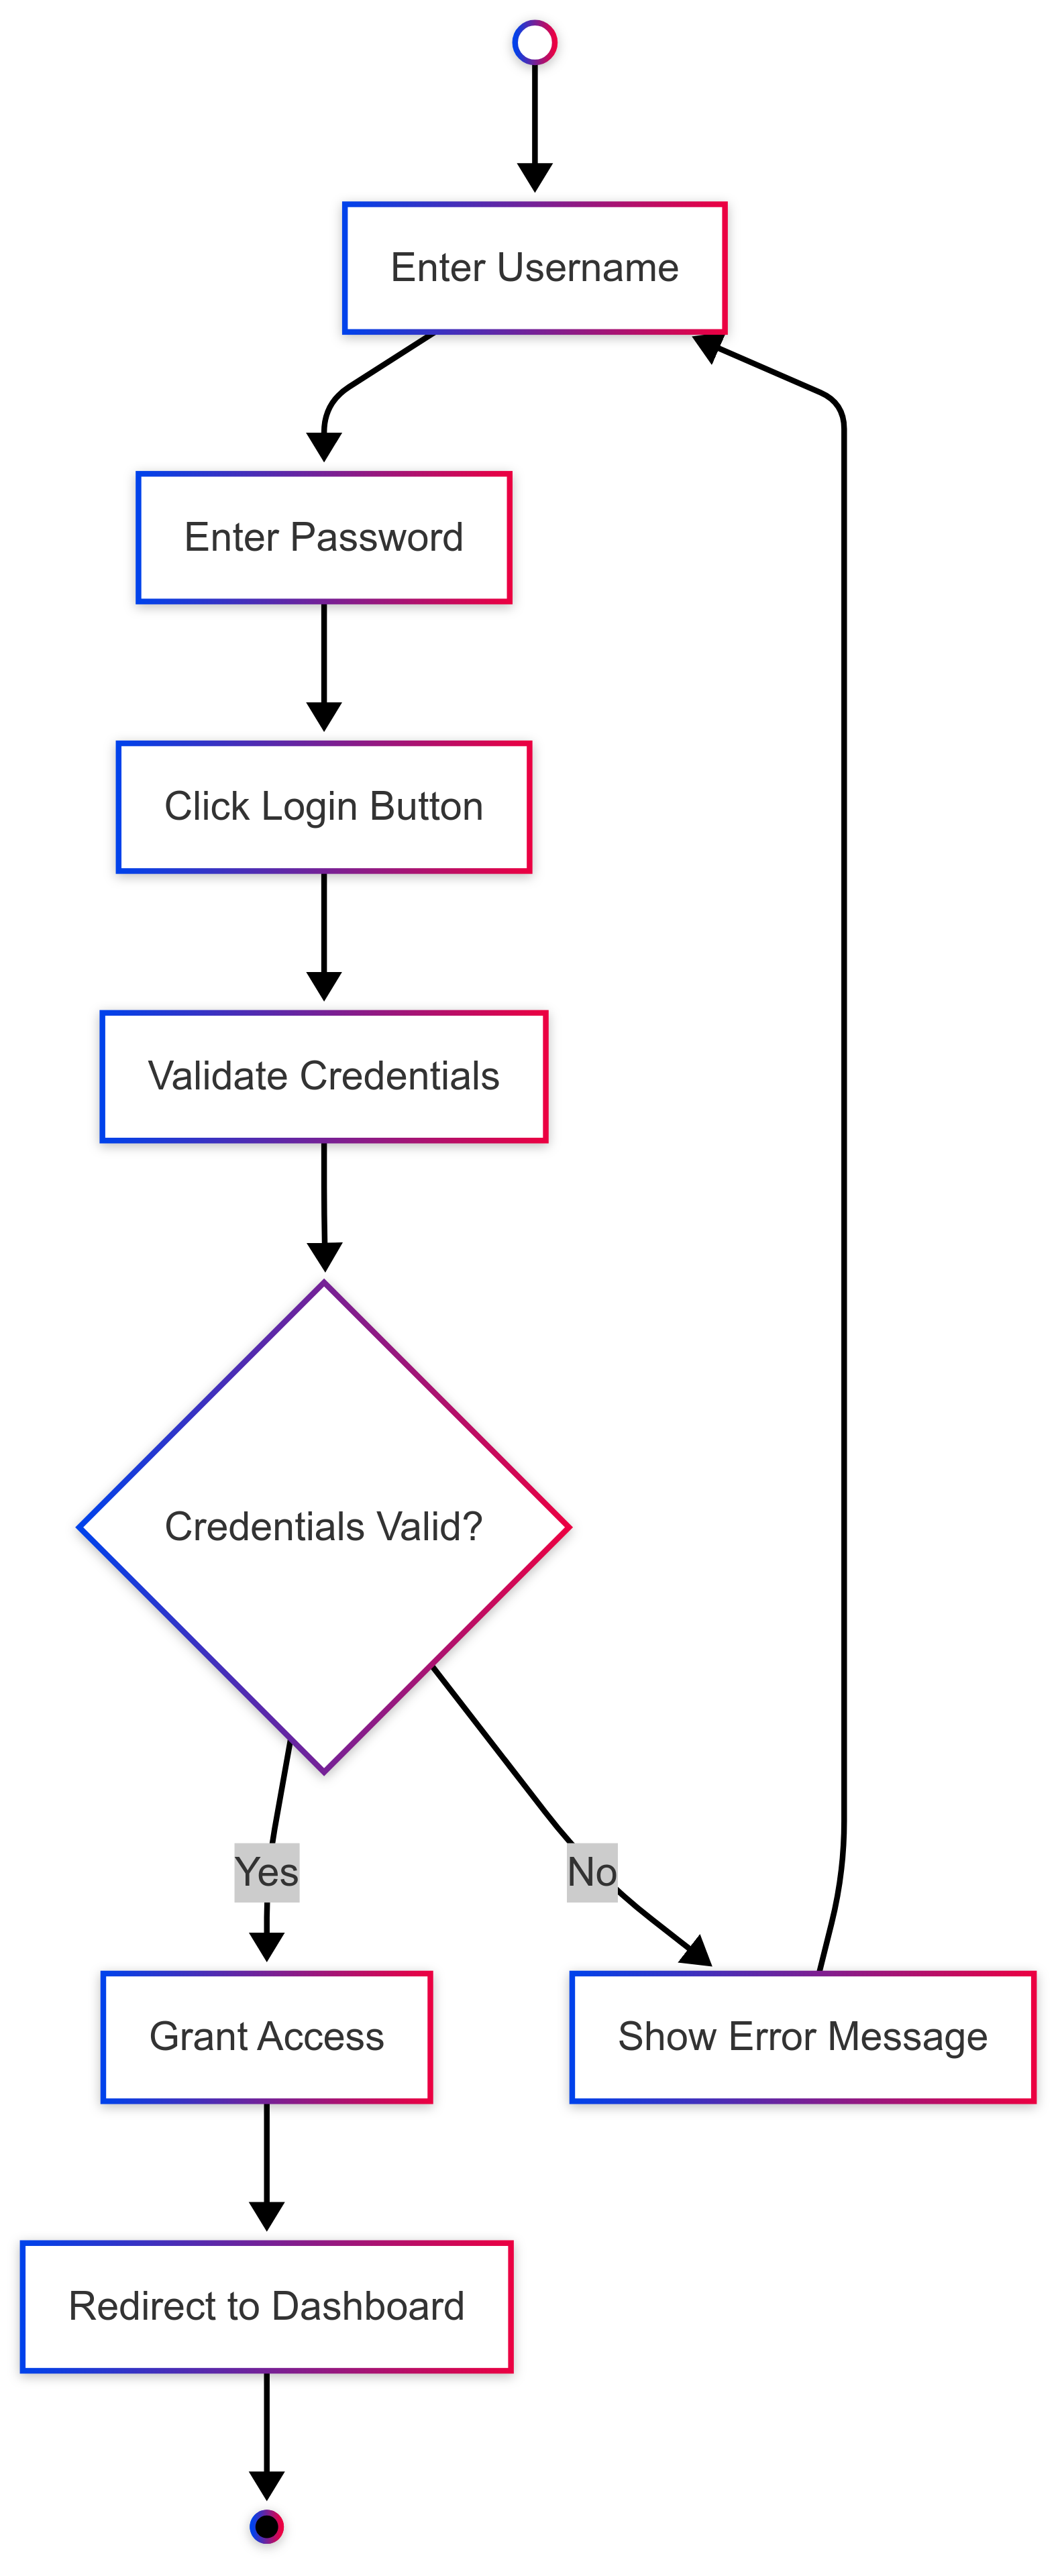 Enter Username
Enter Password
Click Login Button
Validate Credentials
Credentials Valid?
Yes
No
Grant Access
Show Error Message
Redirect to Dashboard